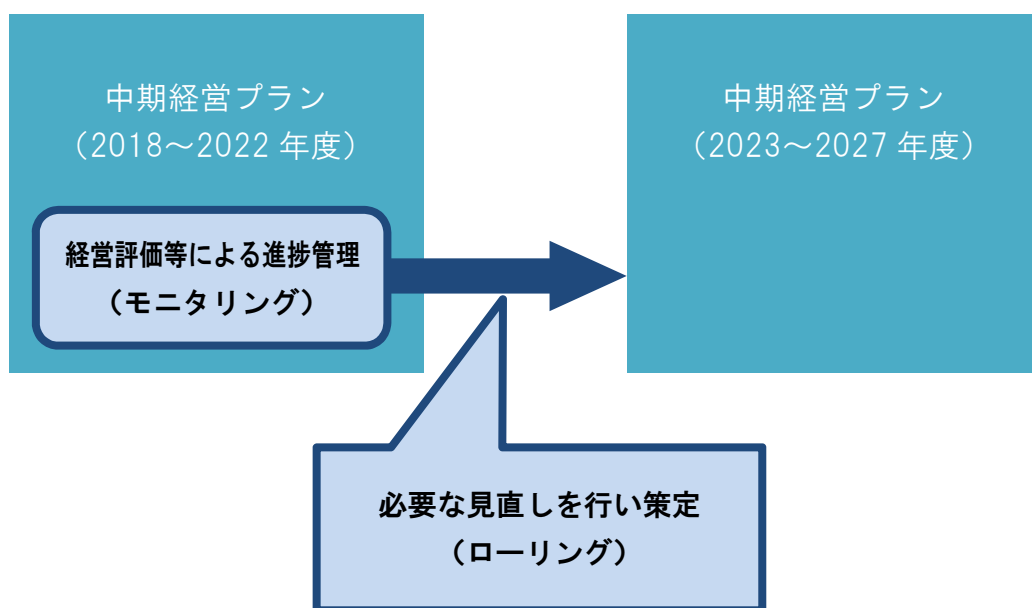 中期経営プラン
（2018～2022 年度）
経営評価等による進捗管理
（モニタリング）
中期経営プラン
（2023～2027 年度）
必要な見直しを行い策定
（ローリング）